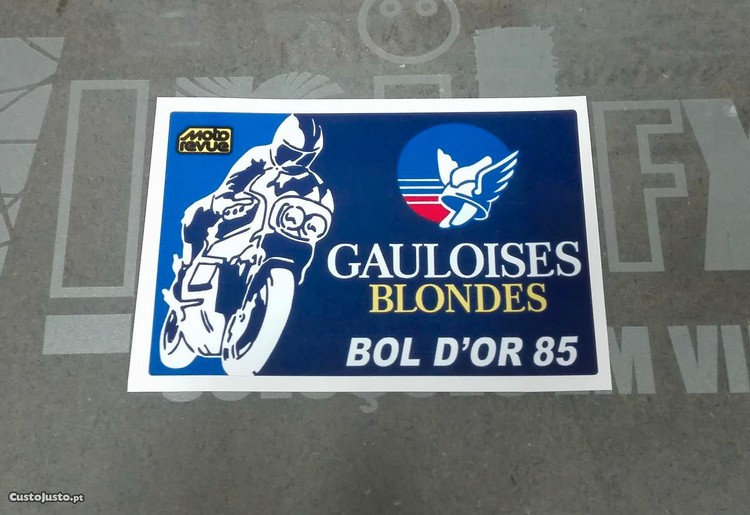 Moto
revue
GAULOISES
BLONDES
BOL D'OR 85
CustoJusto.pt